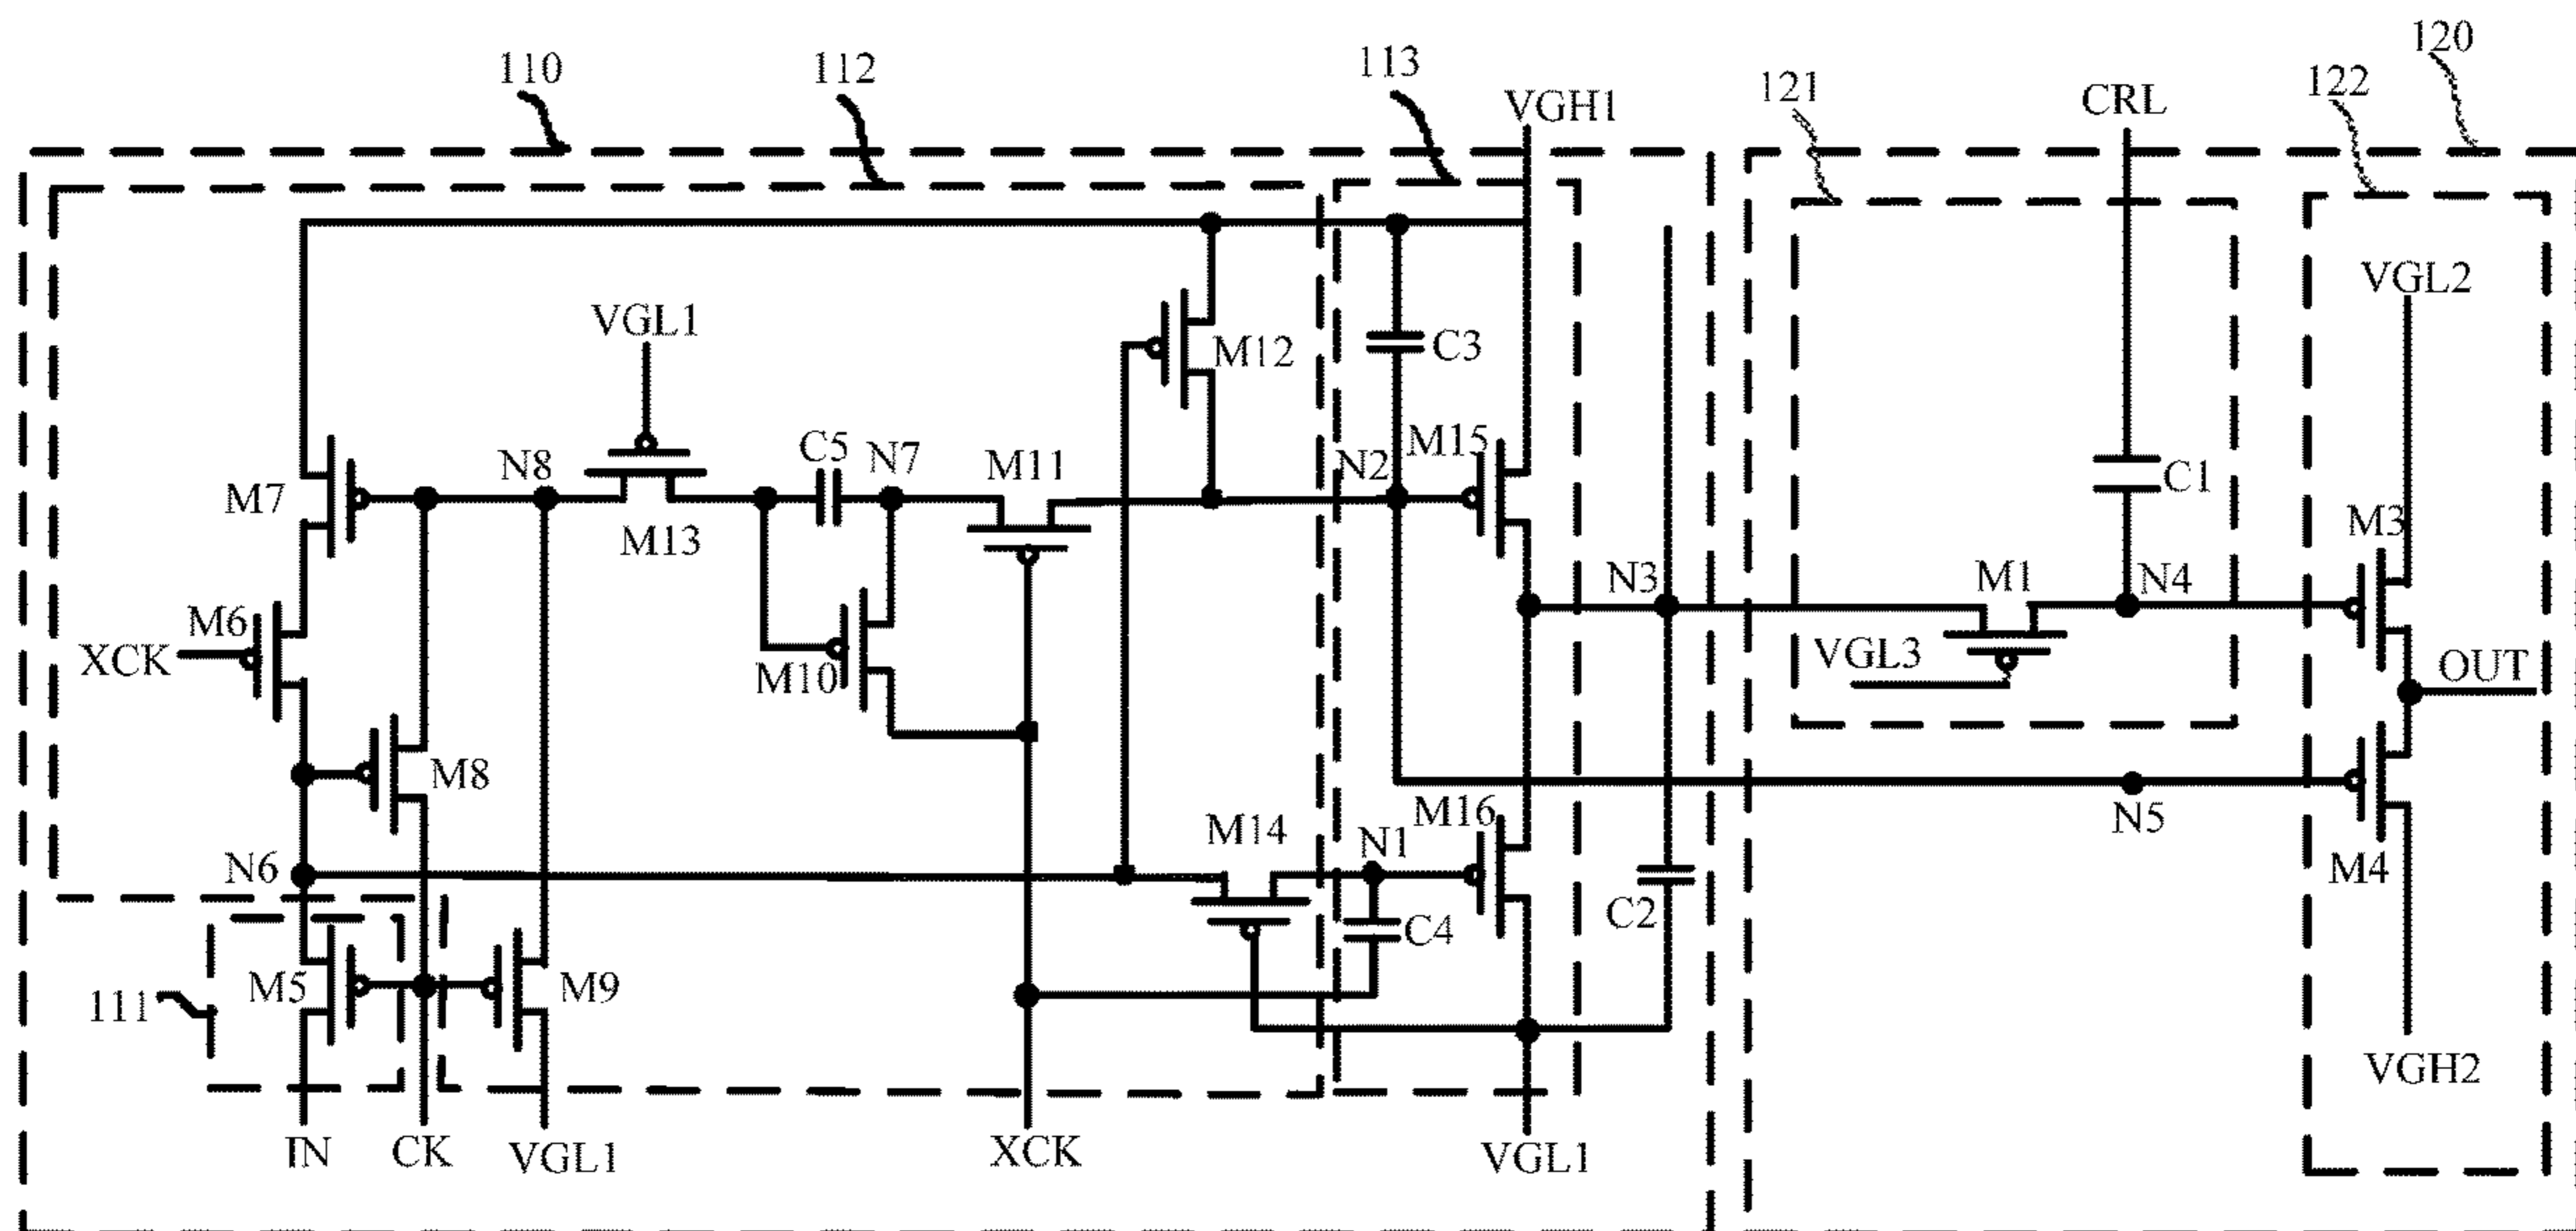 120
110
112
113
121
122
CRL
VGH1
VGL2
VGL1
M12
C3
C5
N7
M11
M15
N8
N2
C1
M7
M13
M3
M6
N3
M1
N4
XCK
M10
VGL3
OUT
M8
M16
N5
M14
N1
N6
M4
C2
C4
M5
M9
111
VGH2
IN
CK
VGL1
XCK
VGL1